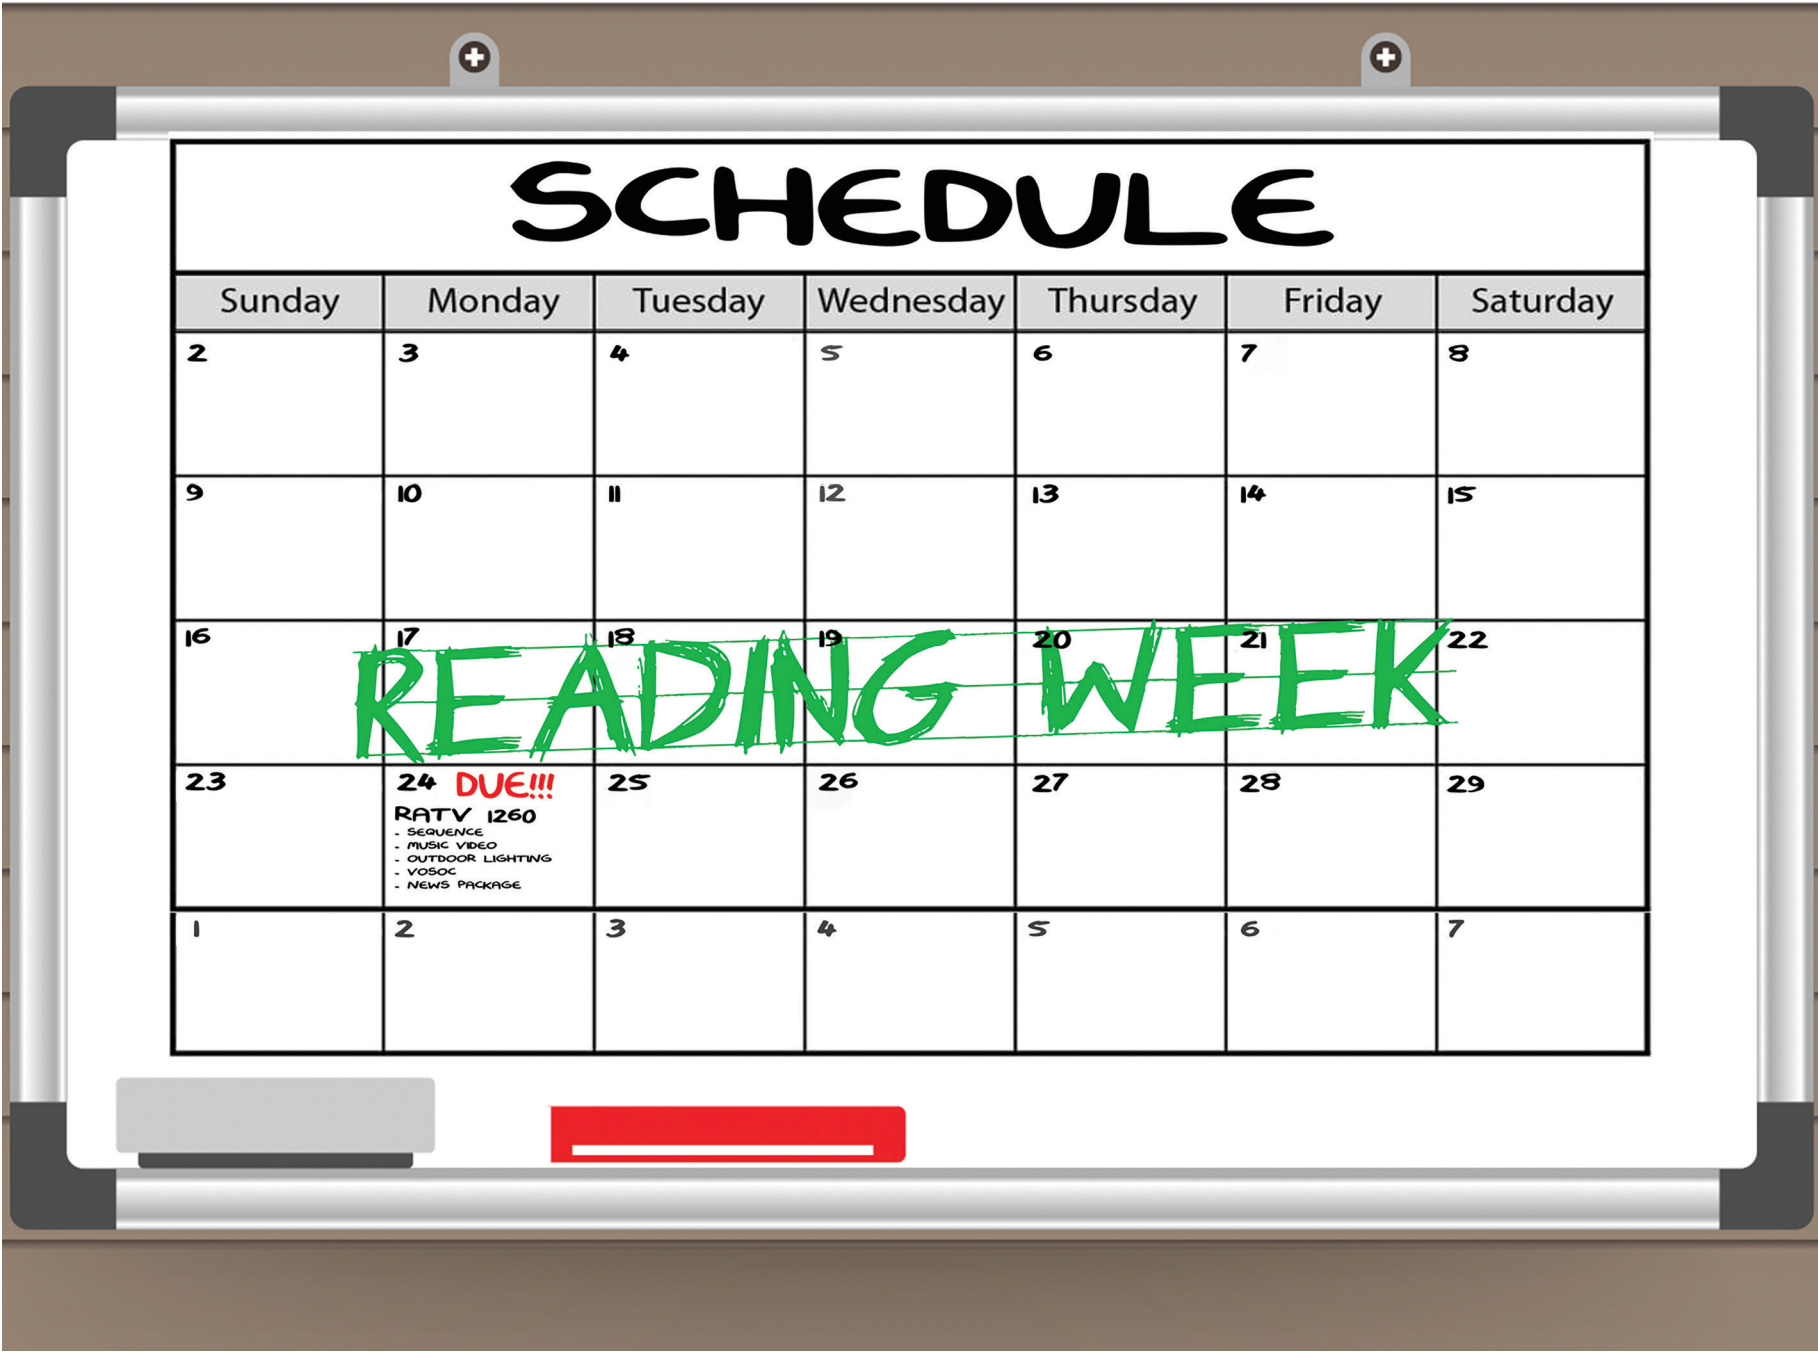 SCHEDULE
Sunday Monday Tuesday Wednesday Thursday Friday Saturday
2 3 4 5 6 7 8
9 10 11 12 13 14 15
16 17 18 19 20 21 22
READING WEEK
23 24 DUE!!! 25 26 27 28 29
RATV 1260
- SEQUENCE
- MUSIC VIDEO
- OUTDOOR LIGHTING
- VOSOC
- NEWS PACKAGE
1 2 3 4 5 6 7